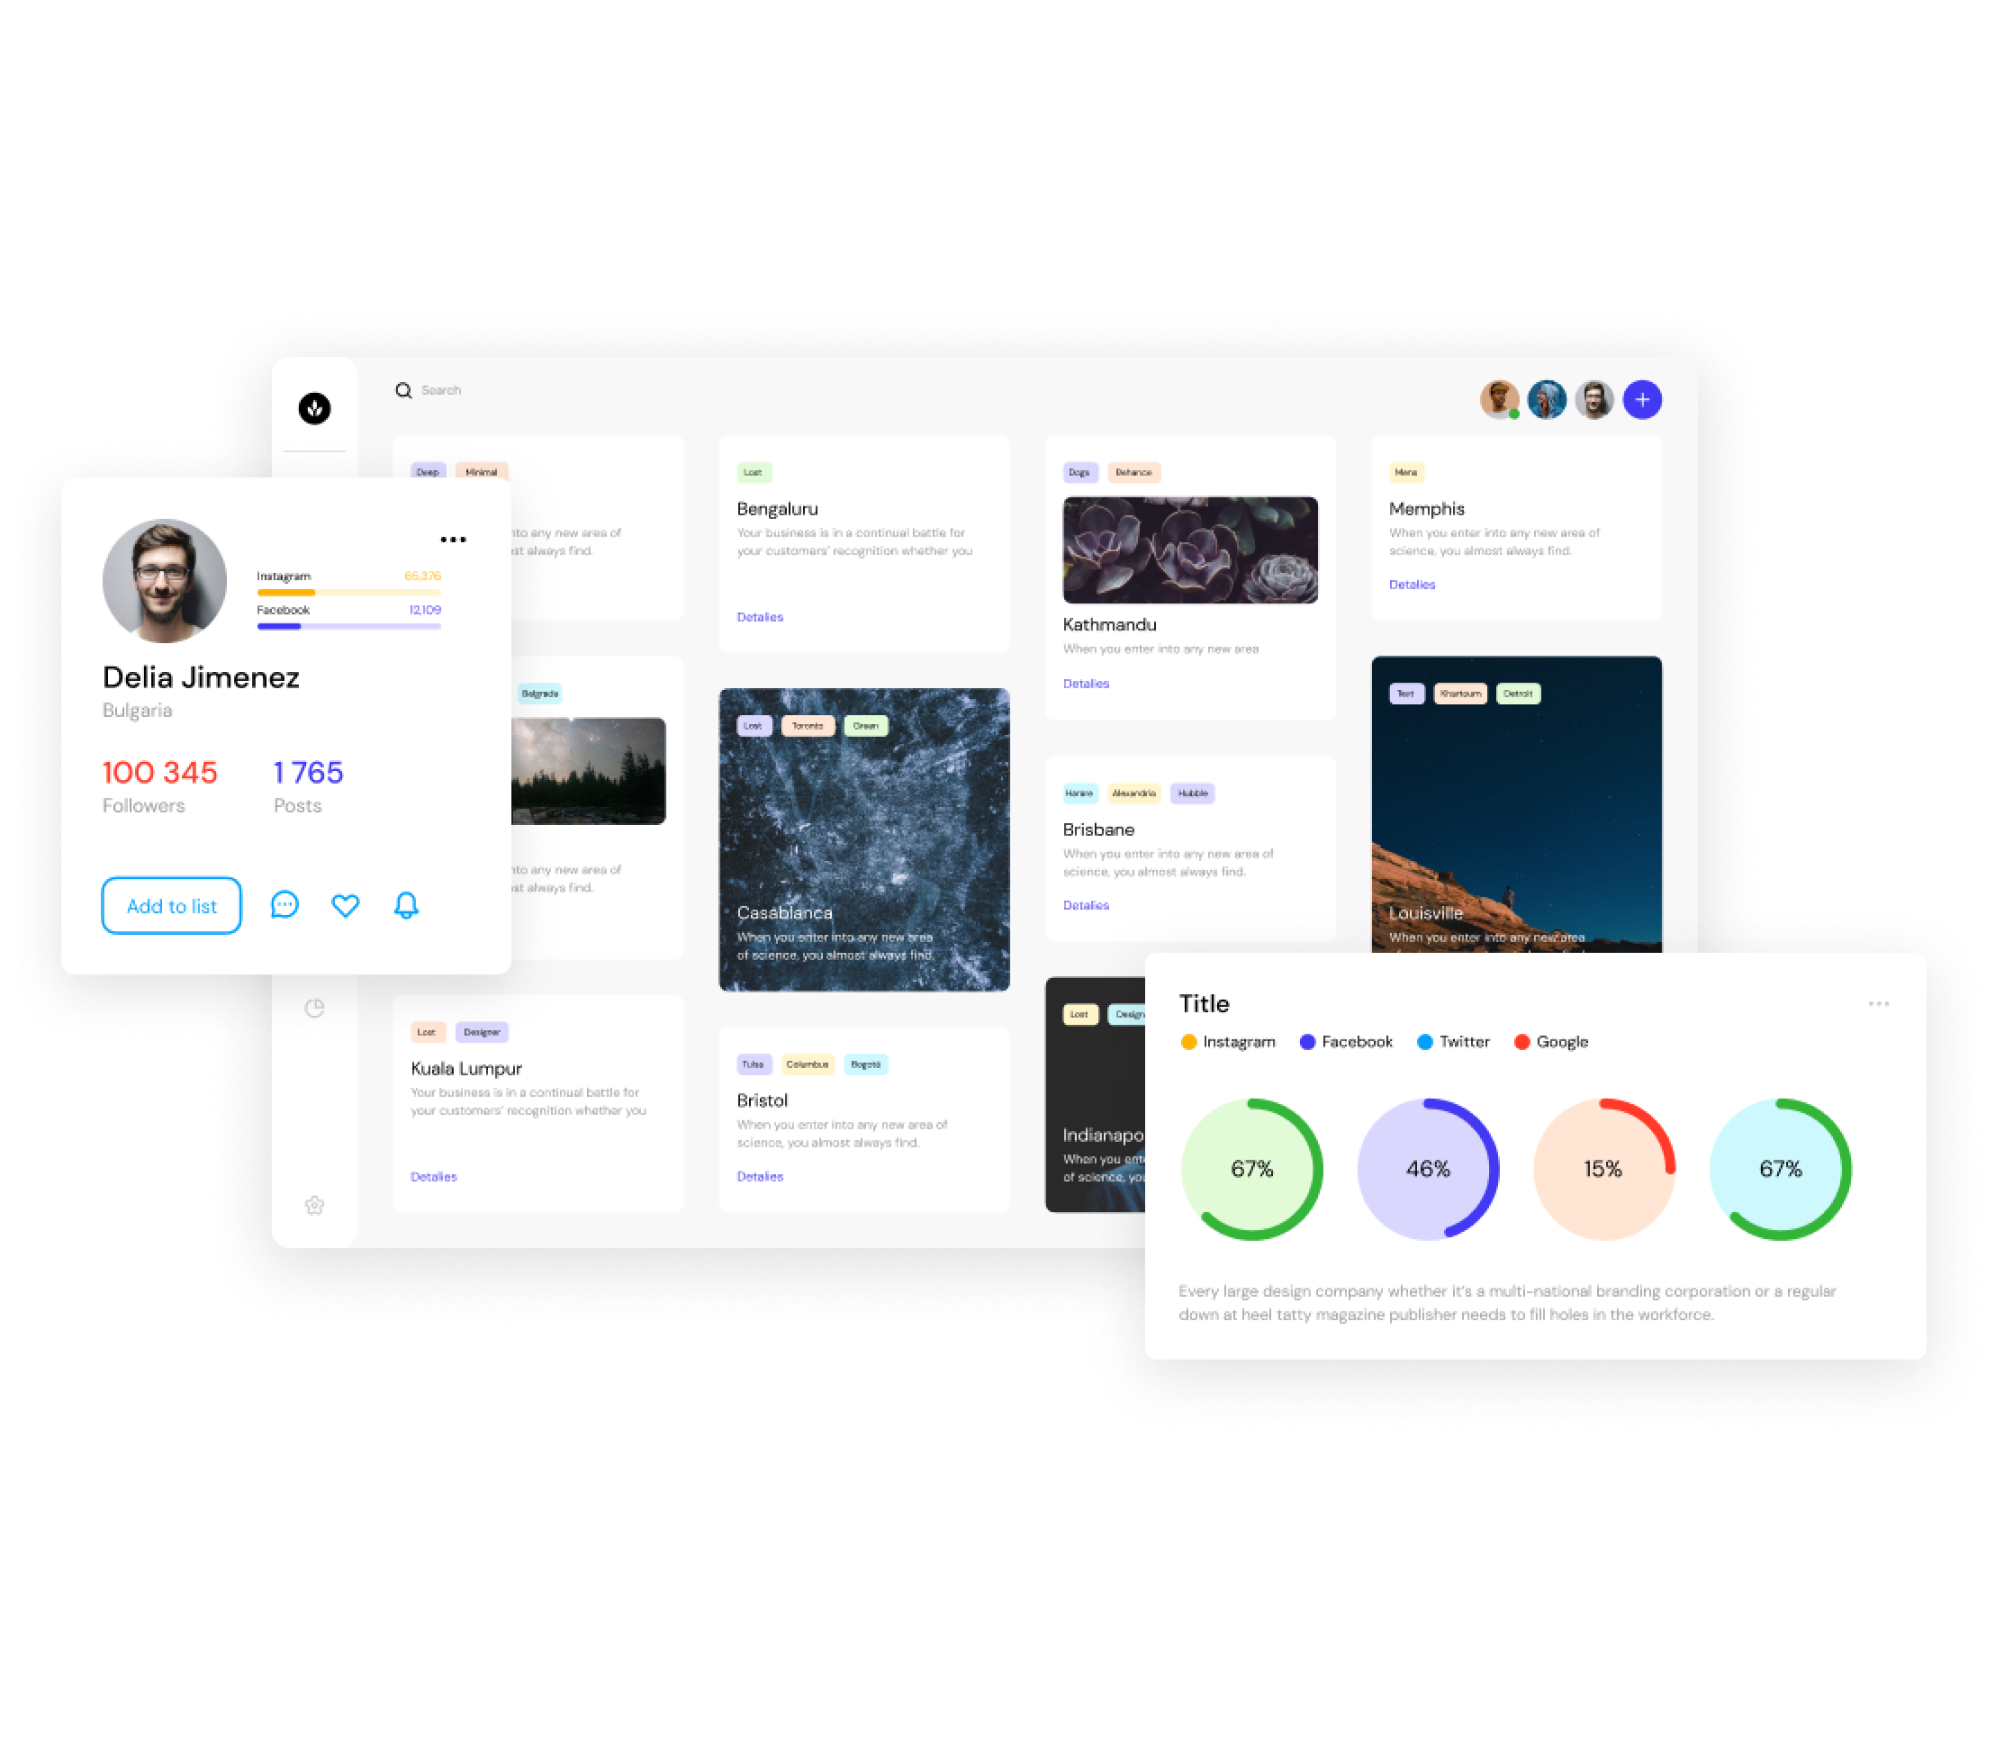 Search
Deep
Minimal
nto any new area of
st always find.
Lost
Bengaluru
Your business is in a continual battle for
your customers' recognition whether you
Detalies
Dogs
Behance
Kathmandu
When you enter into any new area
Detalies
Mens
Memphis
When you enter into any new area of
science, you almost always find.
Detalies
Instagram 65,376
Facebook 12,109
Delia Jimenez
Bulgaria
100 345
Followers
1 765
Posts
Add to list
Belgrade
nto any new area of
st always find.
Lost
Toronto
Green
Casablanca
When you enter into any new area
of science, you almost always find.
Harare
Alexandria
Hubble
Brisbane
When you enter into any new area of
science, you almost always find.
Detalies
Text
Khartoum
Detroit
Louisville
When you enter into any new area
Lost
Designer
Kuala Lumpur
Your business is in a continual battle for
your customers' recognition whether you
Detalies
Tulsa
Columbus
Bogotá
Bristol
When you enter into any new area of
science, you almost always find.
Detalies
Lost
Design
Indianapo
When you ent
of science, yo
Title
Instagram
Facebook
Twitter
Google
67%
46%
15%
67%
Every large design company whether it's a multi-national branding corporation or a regular
down at heel tatty magazine publisher needs to fill holes in the workforce.